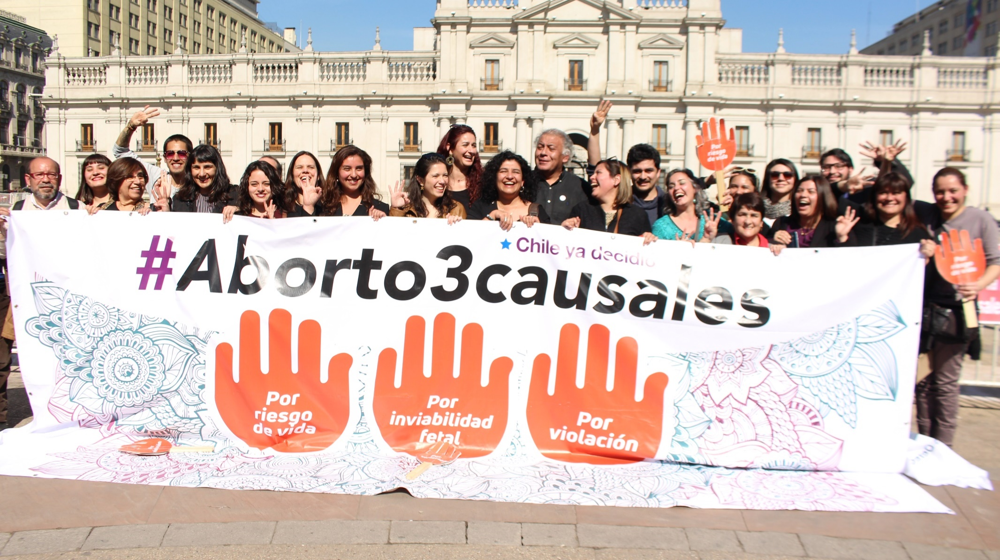 Por
riesgo
de vida
★ Chile ya decidió
#Aborto3causales
Por
riesgo
de vida
Por
inviabilidad
fetal
Por
violación
Por
riesgo
de vida